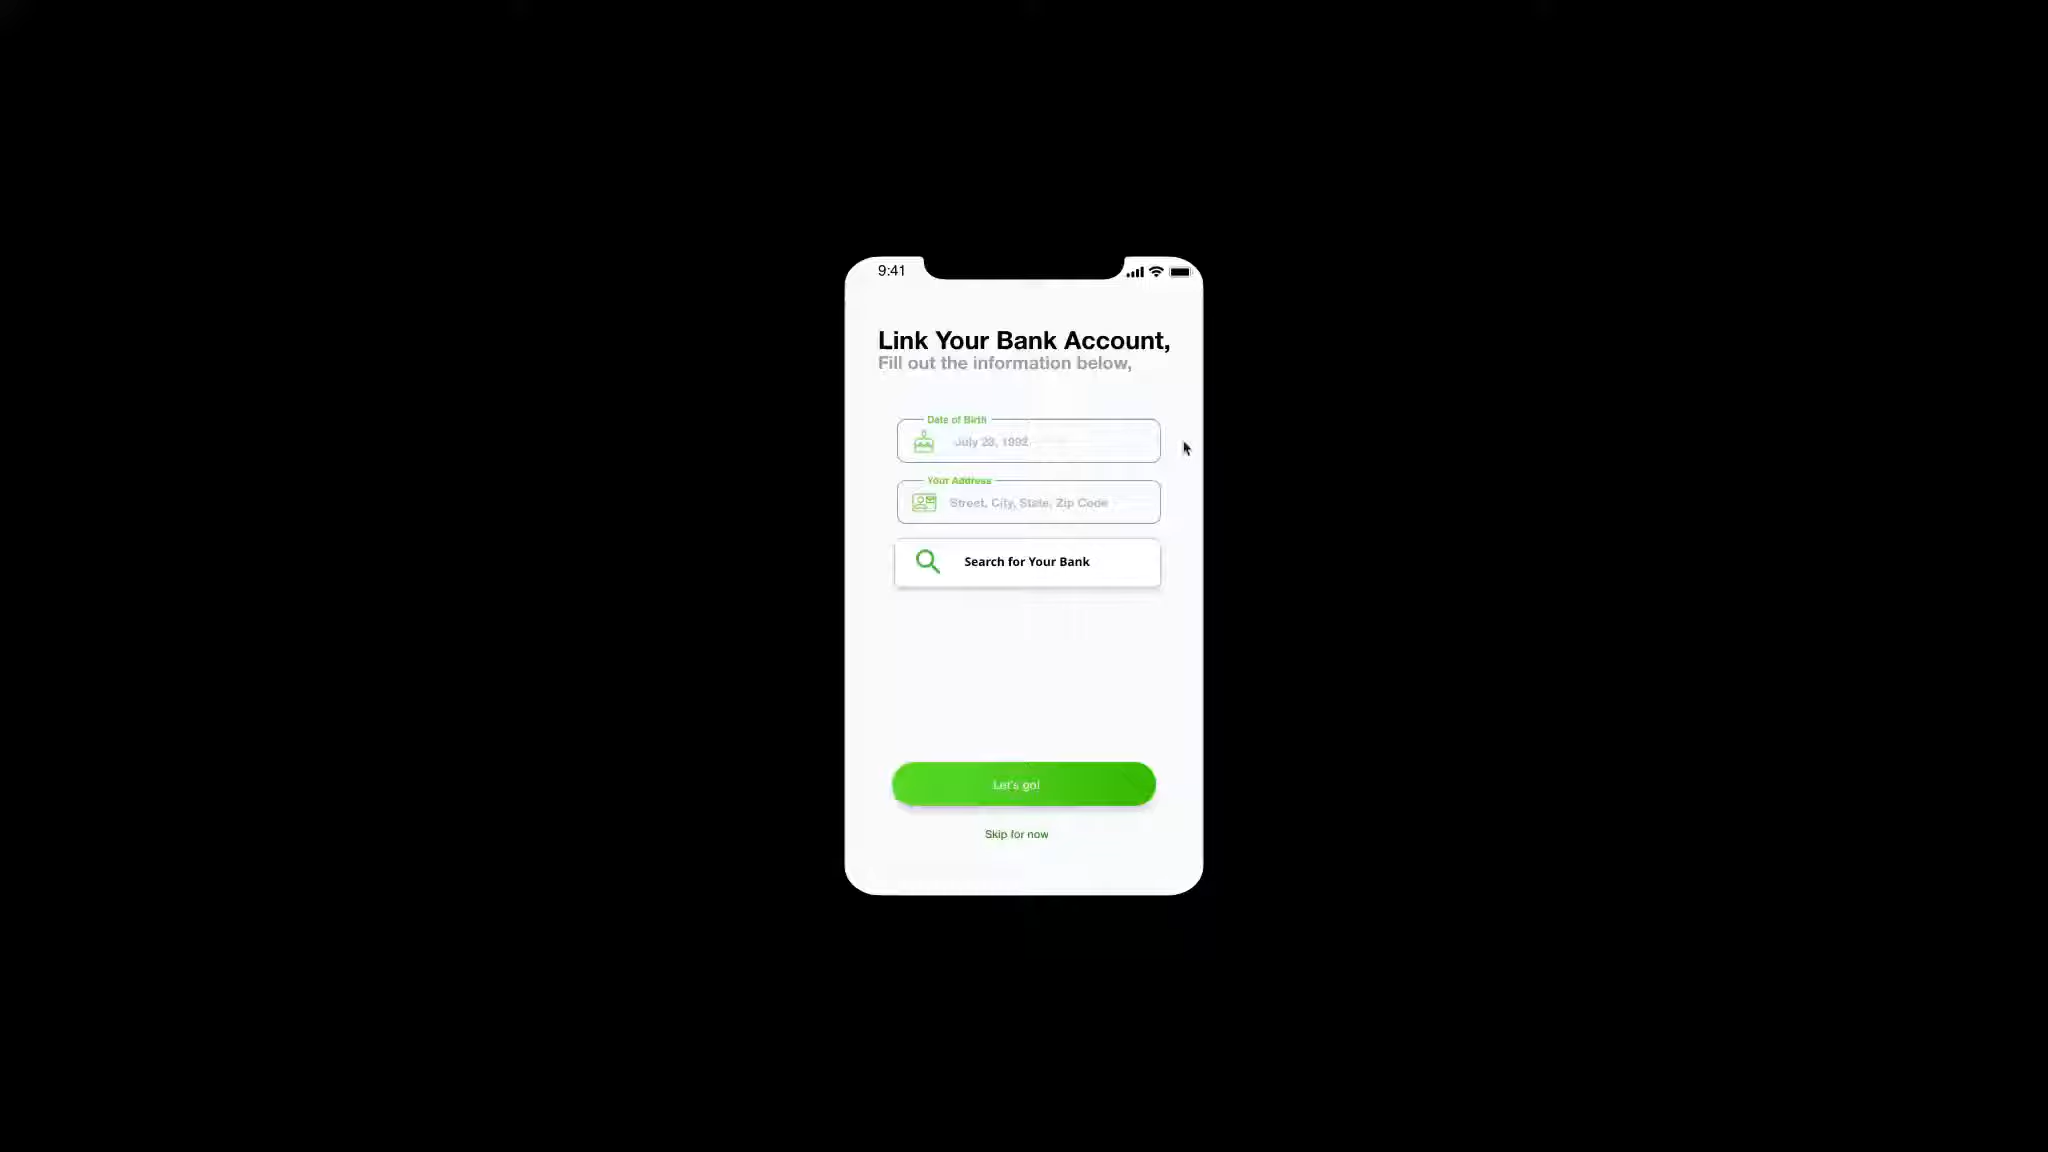 9:41
Link Your Bank Account,
Fill out the information below,
Date of Birth
July 23, 1992
Your Address
Street, City, State, Zip Code
Search for Your Bank
Let's go!
Skip for now